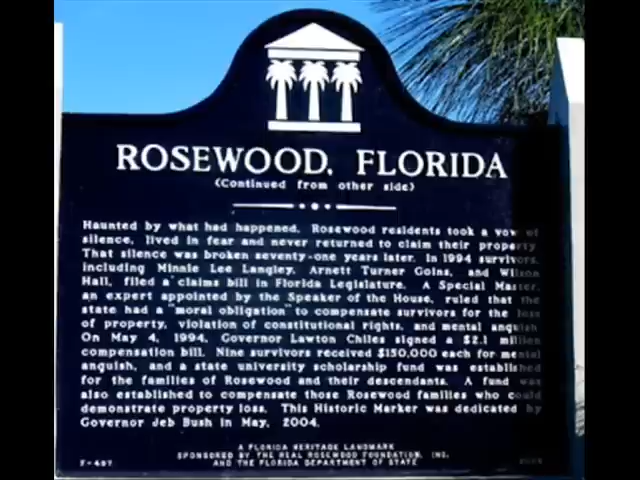 ROSEWOOD, FLORIDA
(Continued from other side)
Haunted by what had happened, Rosewood residents took a vow of
silence, lived in fear and never returned to claim their property.
That silence was broken seventy-one years later. In 1994 survivors,
including Minnie Lee Langley, Arnett Turner Goins, and Wilson
Hall, filed a claims bill in Florida Legislature. A Special Master,
an expert appointed by the Speaker of the House, ruled that the
state had a "moral obligation" to compensate survivors for the loss
of property, violation of constitutional rights, and mental anguish.
On May 4, 1994, Governor Lawton Chiles signed a $2.1 million
compensation bill. Nine survivors received $150,000 each for mental
anguish, and a state university scholarship fund was established
for the families of Rosewood and their descendants. A fund was
also established to compensate those Rosewood families who could
demonstrate property loss. This Historic Marker was dedicated by
Governor Jeb Bush in May, 2004.
A FLORIDA HERITAGE LANDMARK
SPONSORED BY THE REAL ROSEWOOD FOUNDATION, INC.
F-497 AND THE FLORIDA DEPARTMENT OF STATE